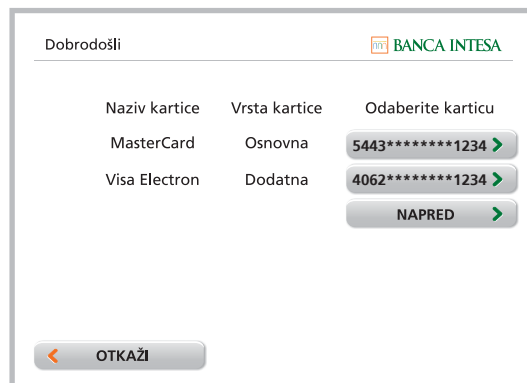 Dobrodošli BANCA INTESA
Naziv kartice Vrsta kartice Odaberite karticu
MasterCard Osnovna 5443********1234
Visa Electron Dodatna 4062********1234
NAPRED
OTKAŽI